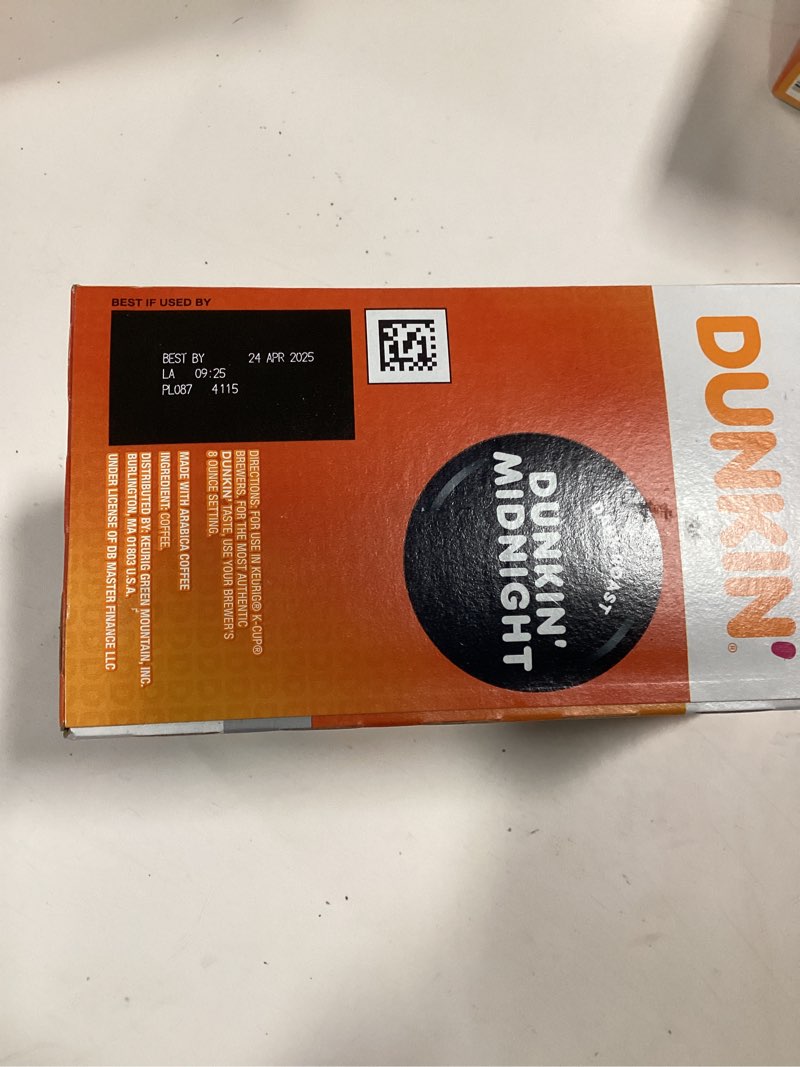 BEST IF USED BY
BEST BY 24 APR 2025
LA 09:25
PL087 4115
DUNKIN'®
ROAST
DUNKIN'
MIDNIGHT
DIRECTIONS: FOR USE IN KEURIG® K-CUP®
BREWERS. FOR THE MOST AUTHENTIC
DUNKIN' TASTE, USE YOUR BREWER'S
8 OUNCE SETTING.
MADE WITH ARABICA COFFEE
INGREDIENT: COFFEE.
DISTRIBUTED BY: KEURIG GREEN MOUNTAIN, INC.
BURLINGTON, MA 01803 U.S.A.
UNDER LICENSE OF DB MASTER FINANCE LLC